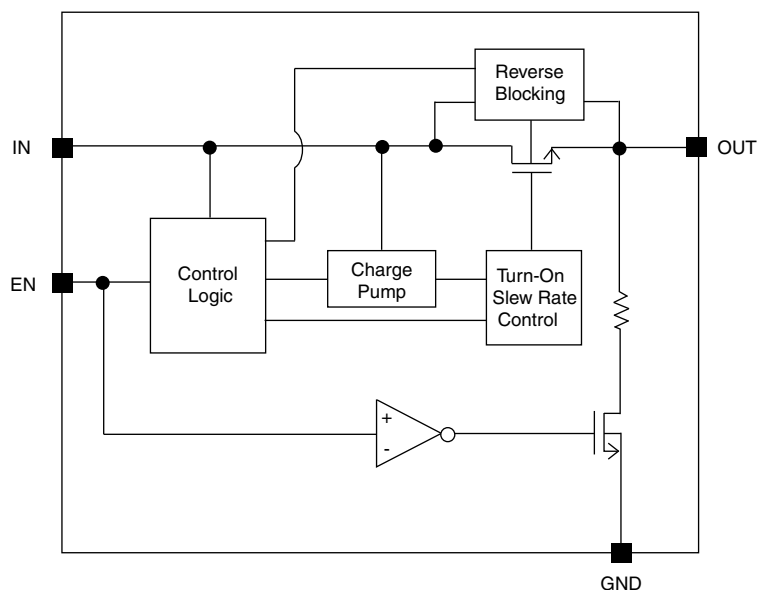 Reverse
Blocking
IN
OUT
EN
Control
Logic
Charge
Pump
Turn-On
Slew Rate
Control
+
-
GND